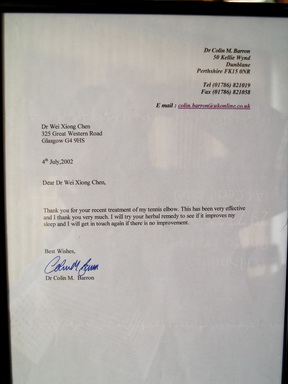 Dr Colin M. Barron
50 Kellie Wynd
Dunblane
Perthshire FK15 0NR
Tel (01786) 821019
Fax (01786) 821058
E mail : colin.barron@ukonline.co.uk
Dr Wei Xiong Chen
325 Great Western Road
Glasgow G4 9HS
4th July,2002
Dear Dr Wei Xiong Chen,
Thank you for your recent treatment of my tennis elbow. This has been very effective
and I thank you very much. I will try your herbal remedy to see if it improves my
sleep and I will get in touch again if there is no improvement.
Best Wishes,
Colin M. Barron
Dr Colin M. Barron